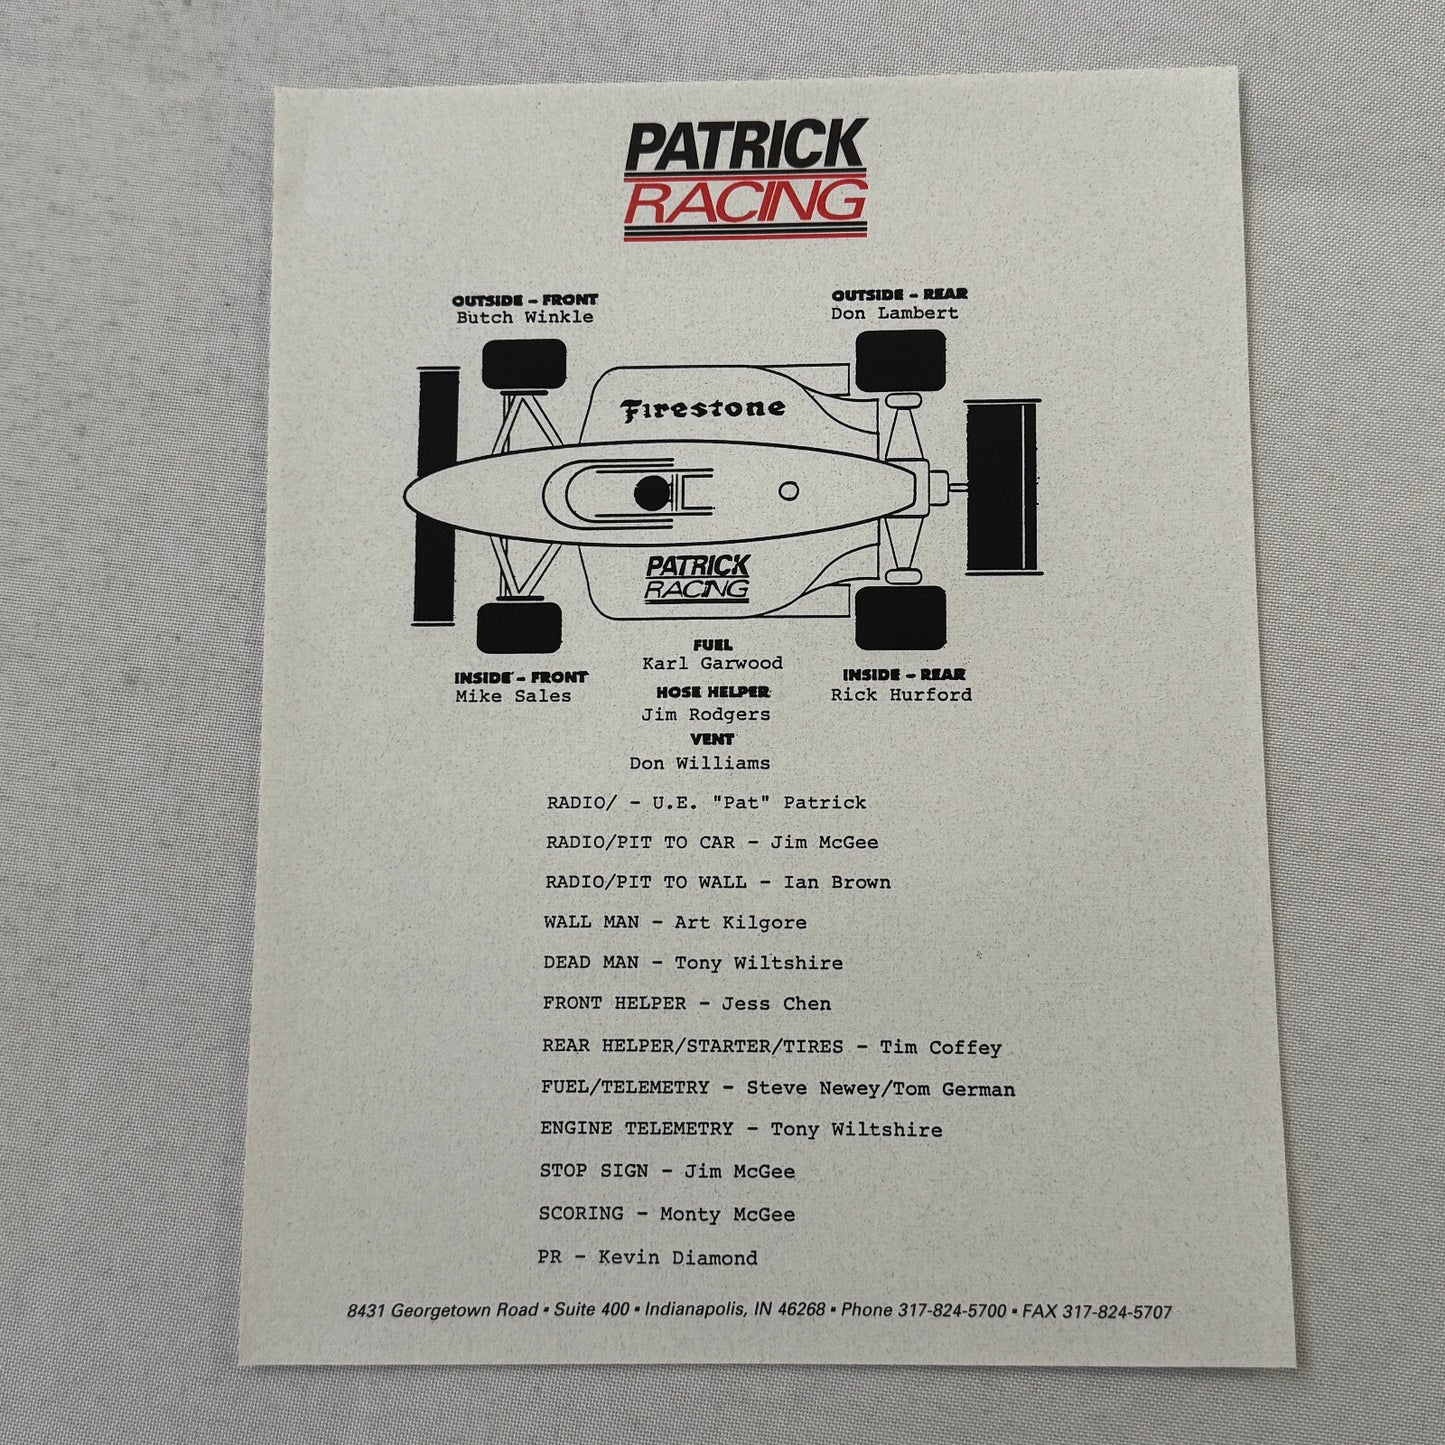 PATRICK
RACING
OUTSIDE - FRONT
Butch Winkle
OUTSIDE - REAR
Don Lambert
Firestone
PATRICK
RACING
INSIDE - FRONT
Mike Sales
FUEL
Karl Garwood
HOSE HELPER
Jim Rodgers
VENT
Don Williams
INSIDE - REAR
Rick Hurford
RADIO/ - U.E. "Pat" Patrick
RADIO/PIT TO CAR - Jim McGee
RADIO/PIT TO WALL - Ian Brown
WALL MAN - Art Kilgore
DEAD MAN - Tony Wiltshire
FRONT HELPER - Jess Chen
REAR HELPER/STARTER/TIRES - Tim Coffey
FUEL/TELEMETRY - Steve Newey/Tom German
ENGINE TELEMETRY - Tony Wiltshire
STOP SIGN - Jim McGee
SCORING - Monty McGee
PR - Kevin Diamond
8431 Georgetown Road ▪ Suite 400 ▪ Indianapolis, IN 46268 ▪ Phone 317-824-5700 ▪ FAX 317-824-5707